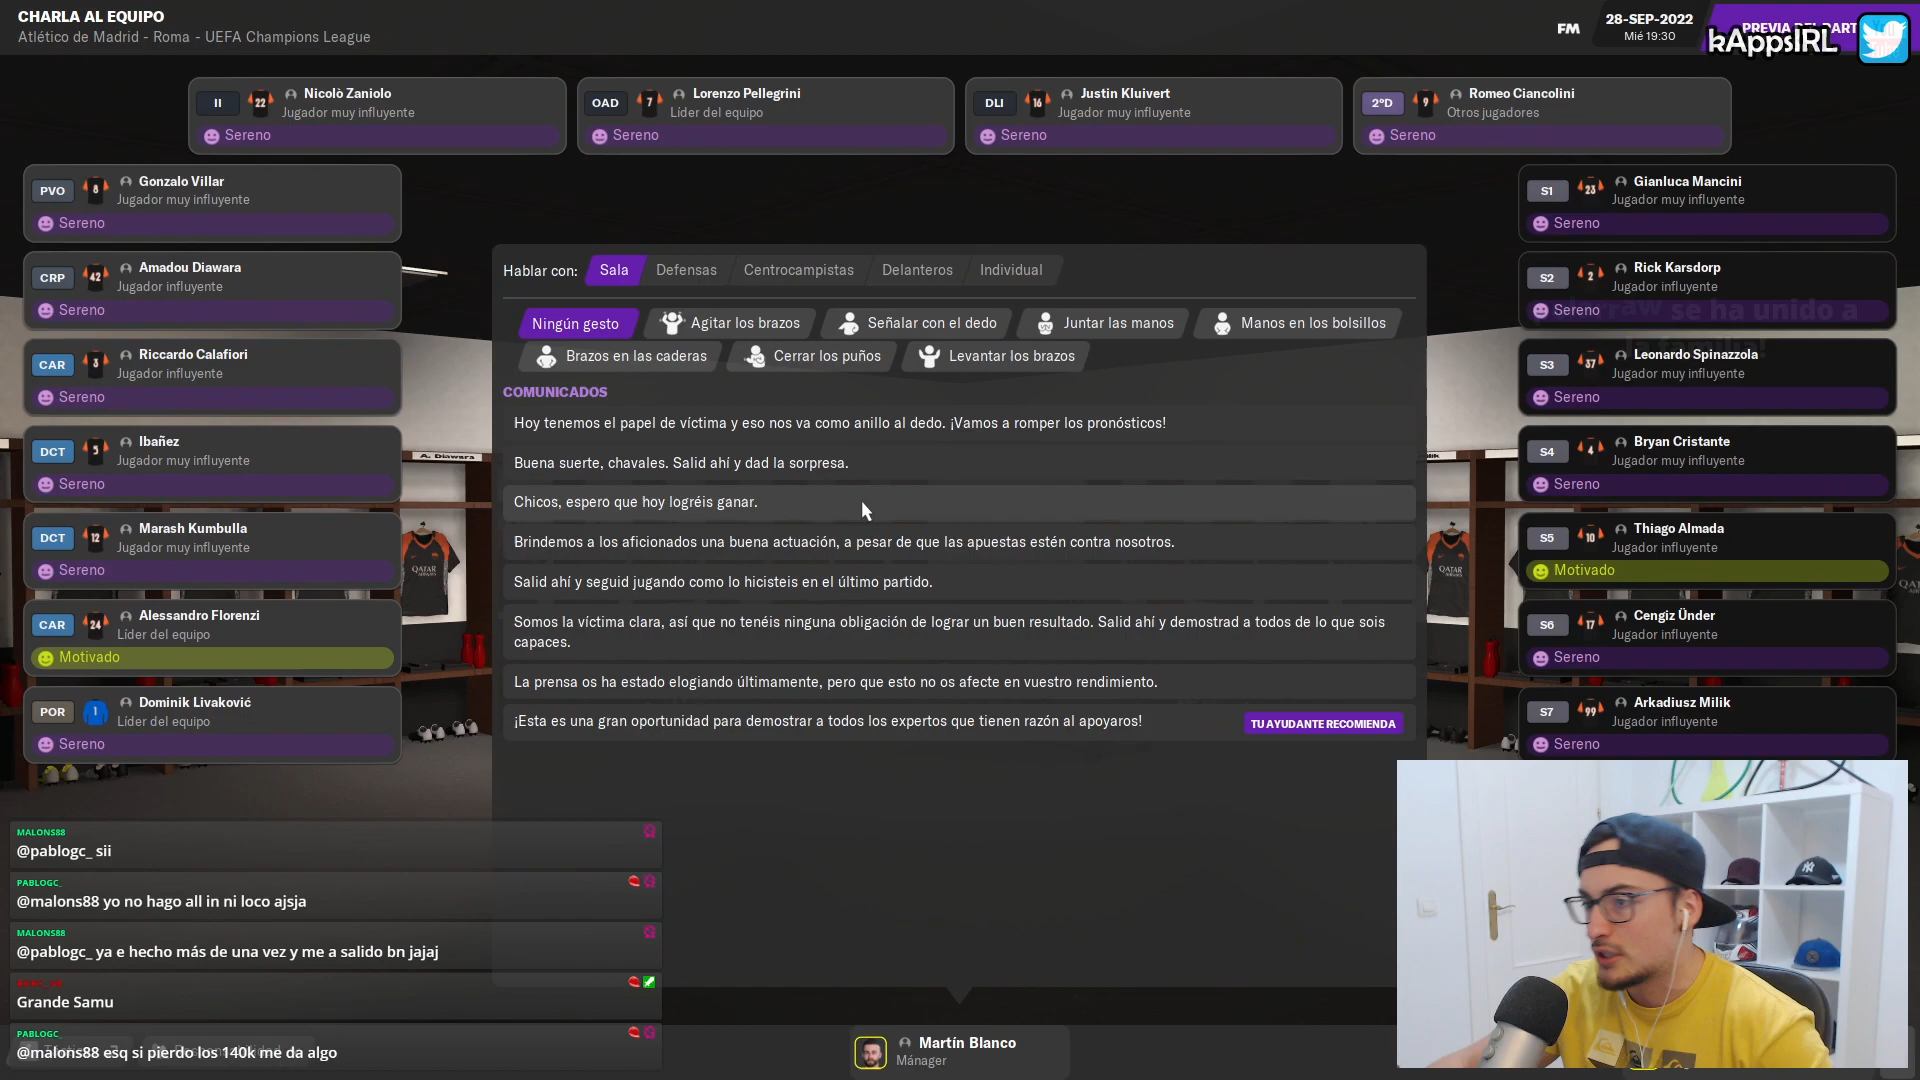 CHARLA AL EQUIPO
Atlético de Madrid - Roma - UEFA Champions League
FM
28-SEP-2022
Mié 19:30
PREVIA DEL PART
kAppsIRL
II
22
Nicolò Zaniolo
Jugador muy influyente
Sereno
OAD
7
Lorenzo Pellegrini
Líder del equipo
Sereno
DLI
16
Justin Kluivert
Jugador muy influyente
Sereno
2ºD
9
Romeo Ciancolini
Otros jugadores
Sereno
PVO
8
Gonzalo Villar
Jugador muy influyente
Sereno
CRP
42
Amadou Diawara
Jugador influyente
Sereno
CAR
3
Riccardo Calafiori
Jugador influyente
Sereno
DCT
5
Ibañez
Jugador muy influyente
Sereno
DCT
12
Marash Kumbulla
Jugador muy influyente
Sereno
CAR
24
Alessandro Florenzi
Líder del equipo
Motivado
POR
1
Dominik Livaković
Líder del equipo
Sereno
A. Diawara
QATAR
Hablar con:
Sala
Defensas
Centrocampistas
Delanteros
Individual
Ningún gesto
Agitar los brazos
Señalar con el dedo
Juntar las manos
Manos en los bolsillos
Brazos en las caderas
Cerrar los puños
Levantar los brazos
COMUNICADOS
Hoy tenemos el papel de víctima y eso nos va como anillo al dedo. ¡Vamos a romper los pronósticos!
Buena suerte, chavales. Salid ahí y dad la sorpresa.
Chicos, espero que hoy logréis ganar.
Brindemos a los aficionados una buena actuación, a pesar de que las apuestas estén contra nosotros.
Salid ahí y seguid jugando como lo hicisteis en el último partido.
Somos la víctima clara, así que no tenéis ninguna obligación de lograr un buen resultado. Salid ahí y demostrad a todos de lo que sois
capaces.
La prensa os ha estado elogiando últimamente, pero que esto no os afecte en vuestro rendimiento.
¡Esta es una gran oportunidad para demostrar a todos los expertos que tienen razón al apoyaros!
TU AYUDANTE RECOMIENDA
S1
23
Gianluca Mancini
Jugador muy influyente
Sereno
S2
2
Rick Karsdorp
Jugador influyente
Sereno
se ha unido a
la familia!
S3
37
Leonardo Spinazzola
Jugador muy influyente
Sereno
S4
4
Bryan Cristante
Jugador muy influyente
Sereno
S5
10
Thiago Almada
Jugador influyente
Motivado
S6
17
Cengiz Ünder
Jugador influyente
Sereno
S7
99
Arkadiusz Milik
Jugador influyente
Sereno
QATAR
MALONS88
@pablogc_ sii
PABLOGC_
@malons88 yo no hago all in ni loco ajsja
MALONS88
@pablogc_ ya e hecho más de una vez y me a salido bn jajaj
Grande Samu
PABLOGC_
@malons88 esq si pierdo los 140k me da algo
Martín Blanco
Mánager